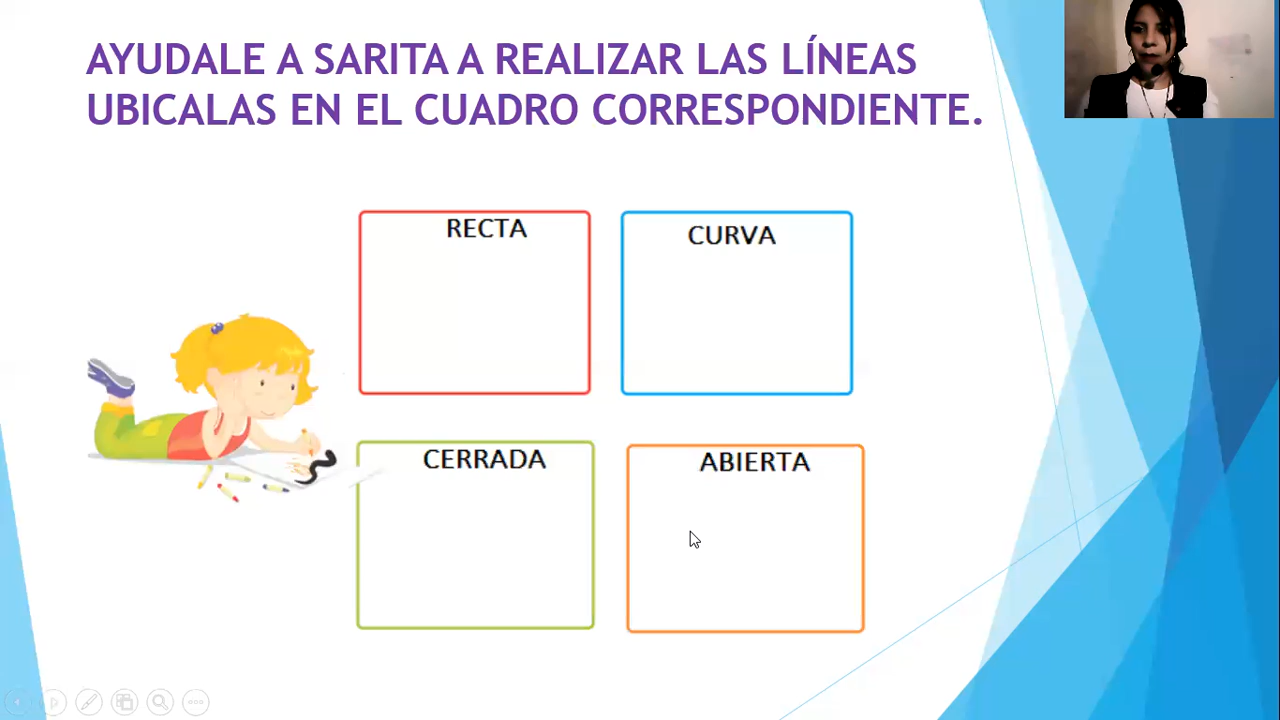 AYUDALE A SARITA A REALIZAR LAS LÍNEAS
UBICALAS EN EL CUADRO CORRESPONDIENTE.
RECTA
CURVA
CERRADA
ABIERTA